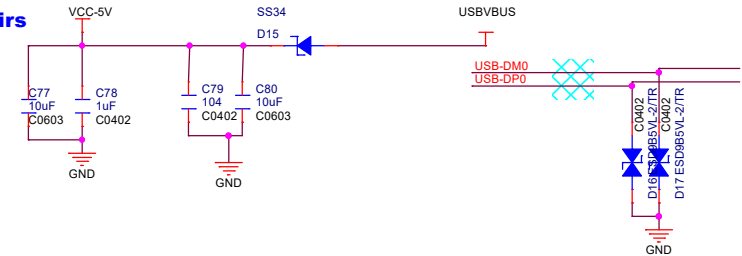 irs
VCC-5V
SS34
D15
USBVBUS
USB-DM0
USB-DP0
C77
10uF
C0603
C78
1uF
C0402
C79
104
C0402
C80
10uF
C0603
GND
GND
C0402
D16 ESD9B5VL-2/TR
C0402
D17 ESD9B5VL-2/TR
GND